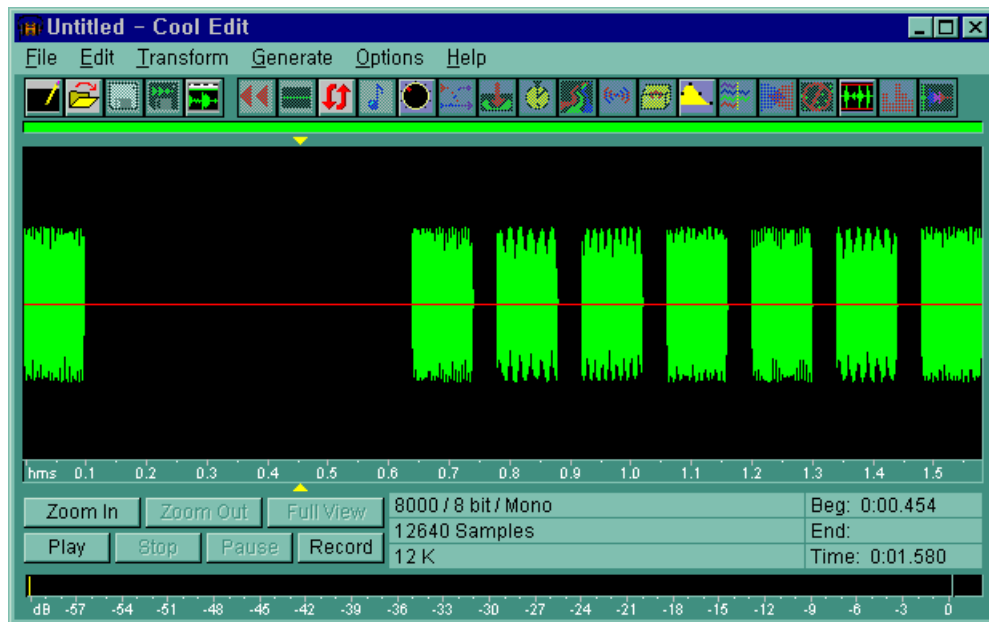 Untitled – Cool Edit
File Edit Transform Generate Options Help
hms 0.1 0.2 0.3 0.4 0.5 0.6 0.7 0.8 0.9 1.0 1.1 1.2 1.3 1.4 1.5
Zoom In Zoom Out Full View 8000 / 8 bit / Mono Beg: 0:00.454
12640 Samples End:
Play Stop Pause Record 12 K Time: 0:01.580
dB -57 -54 -51 -48 -45 -42 -39 -36 -33 -30 -27 -24 -21 -18 -15 -12 -9 -6 -3 0